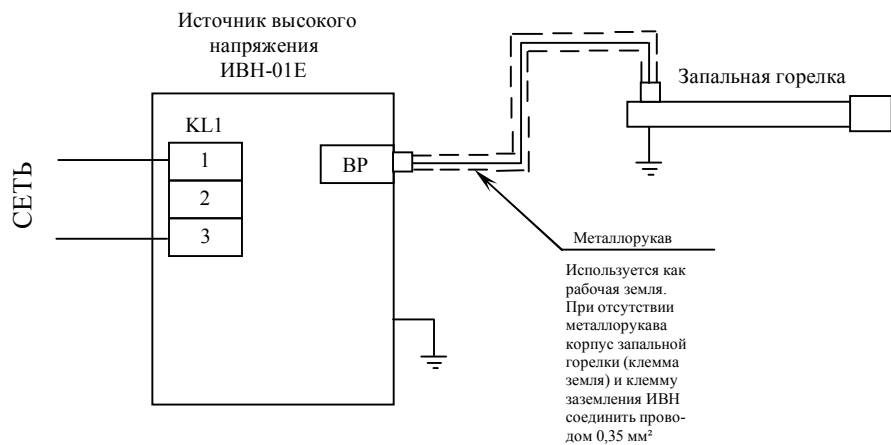 Источник высокого
напряжения
ИВН-01Е
Запальная горелка
KL1
1
2
3
ВР
СЕТЬ
Металлорукав
Используется как
рабочая земля.
При отсутствии
металлорукава
корпус запальной
горелки (клемма
земля) и клемму
заземления ИВН
соединить прово-
дом 0,35 мм²